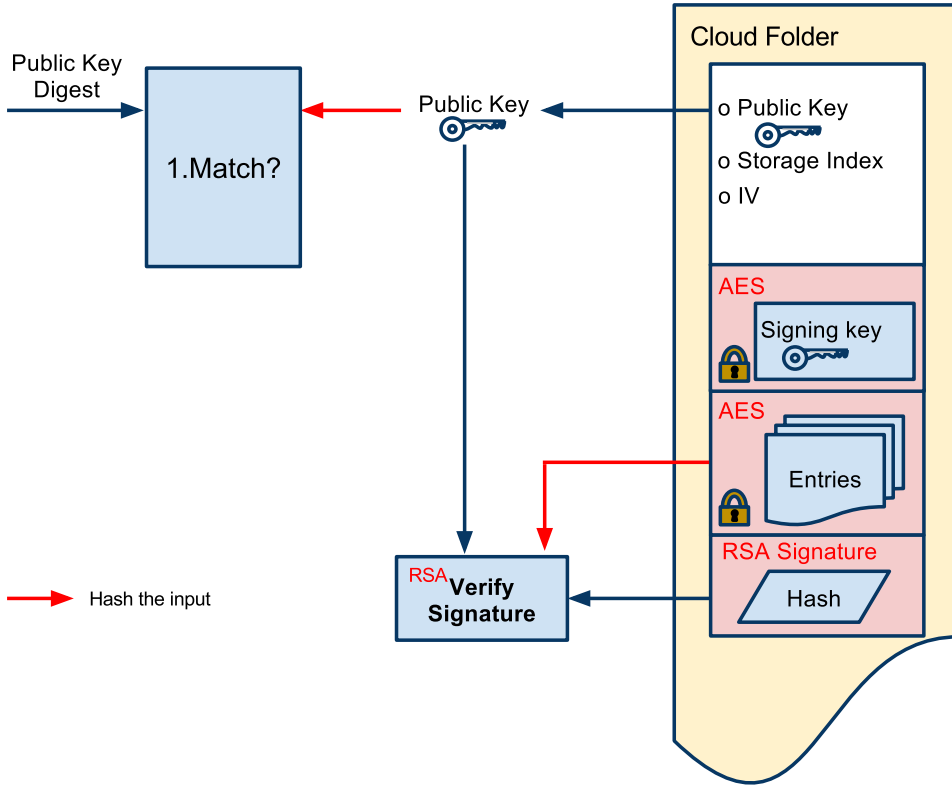 Cloud Folder
Public Key
Digest
1.Match?
Public Key
o Public Key
o Storage Index
o IV
AES
Signing key
AES
Entries
RSA Signature
Hash
RSA
Verify
Signature
Hash the input